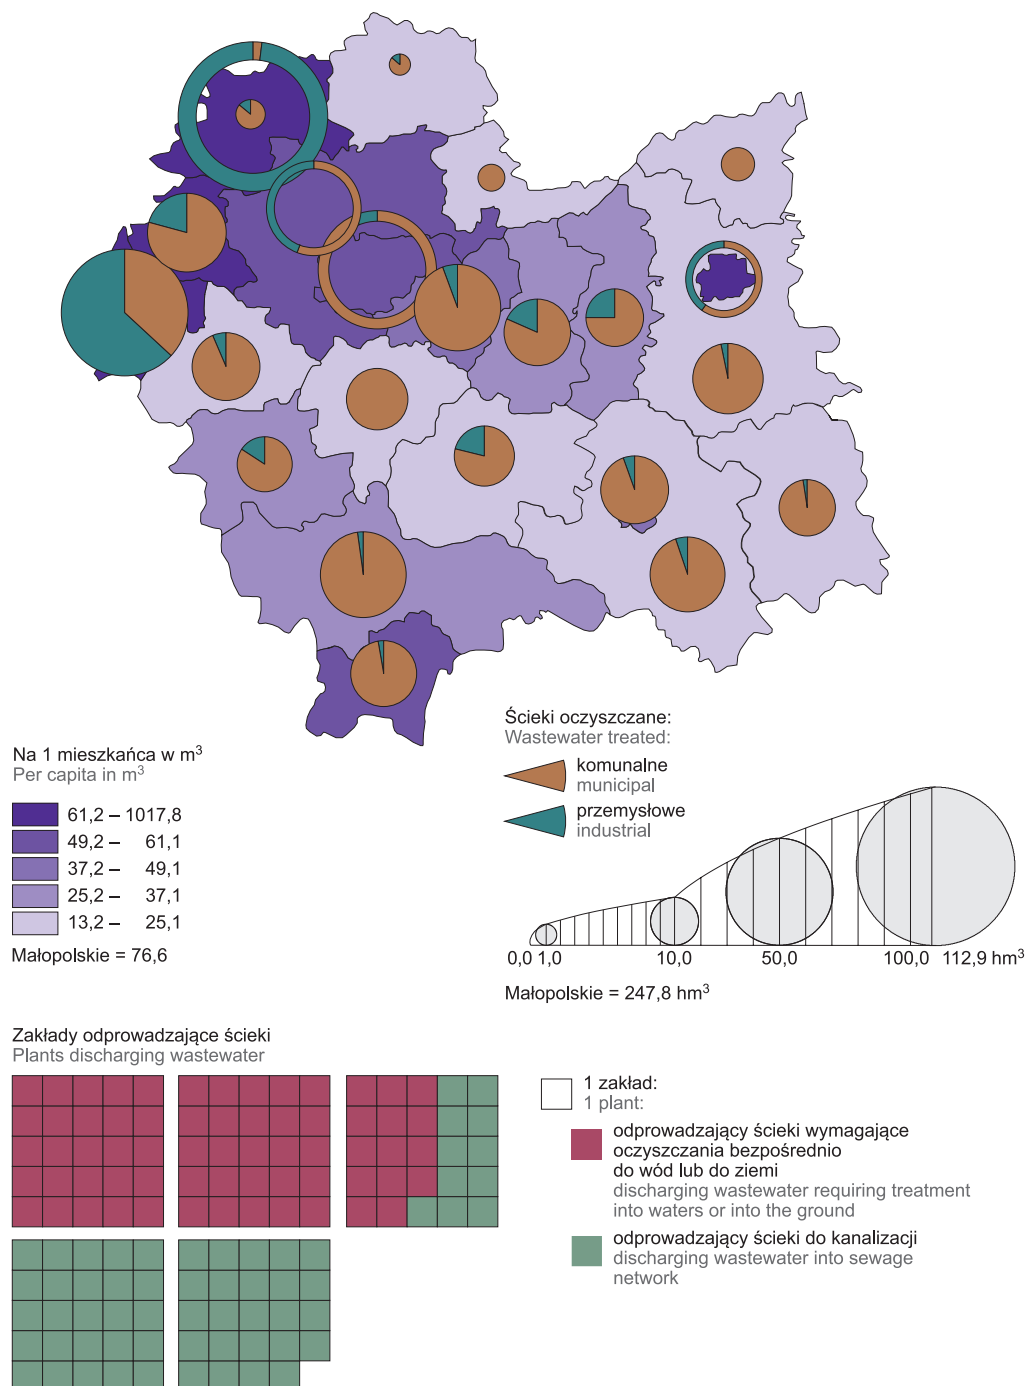 Na 1 mieszkańca w m³
Per capita in m³
61,2 – 1017,8
49,2 – 61,1
37,2 – 49,1
25,2 – 37,1
13,2 – 25,1
Małopolskie = 76,6
Ścieki oczyszczane:
Wastewater treated:
komunalne
municipal
przemysłowe
industrial
0,0 1,0 10,0 50,0 100,0 112,9 hm³
Małopolskie = 247,8 hm³
Zakłady odprowadzające ścieki
Plants discharging wastewater
1 zakład:
1 plant:
odprowadzający ścieki wymagające
oczyszczania bezpośrednio
do wód lub do ziemi
discharging wastewater requiring treatment
into waters or into the ground
odprowadzający ścieki do kanalizacji
discharging wastewater into sewage
network